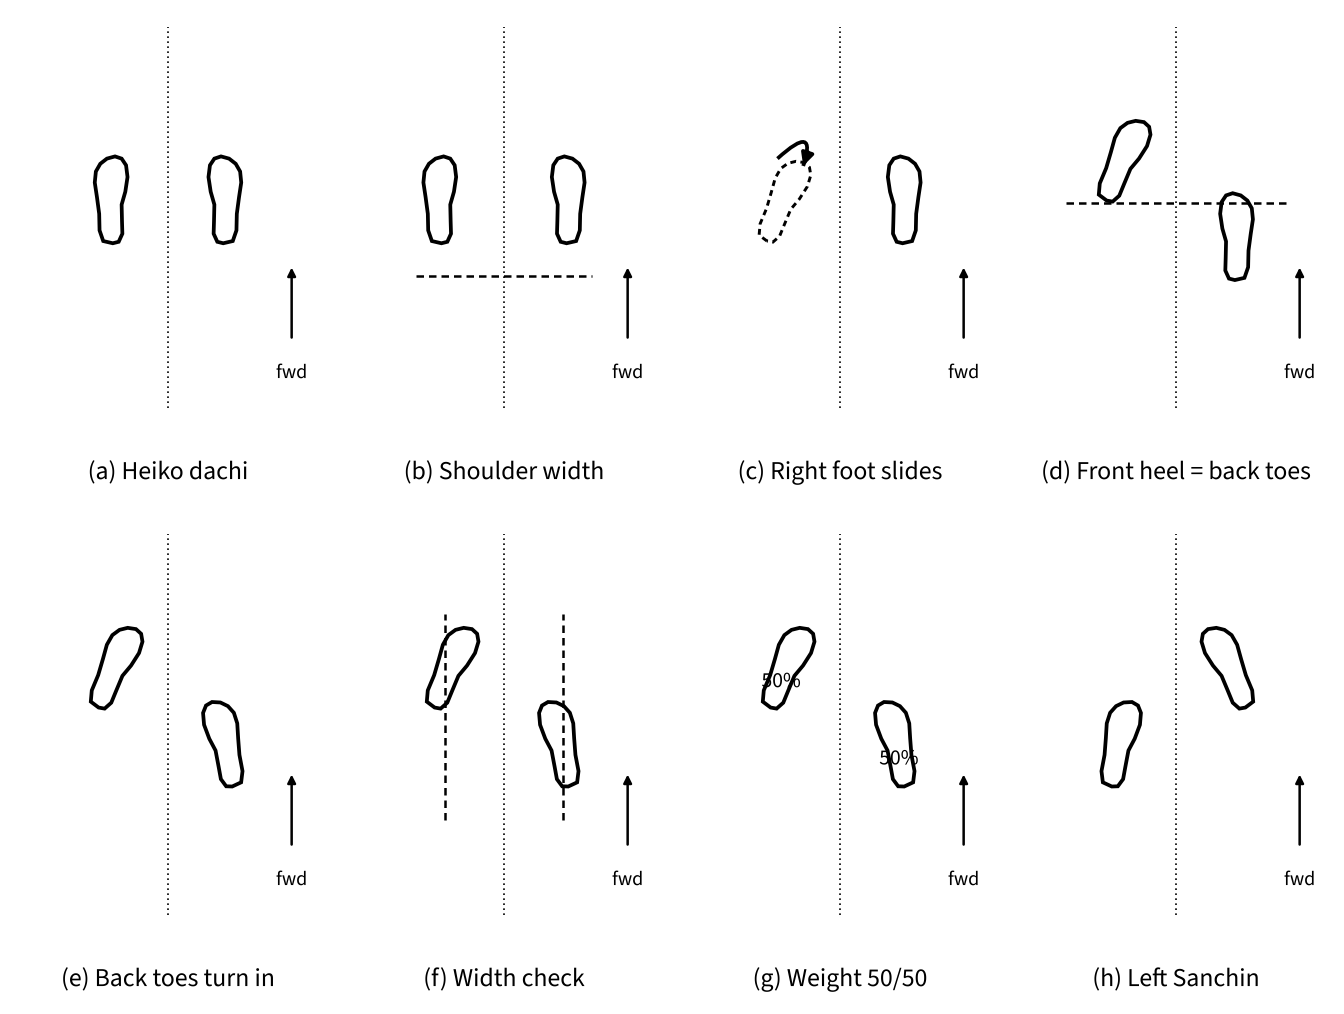 fwd
fwd
fwd
fwd
(a) Heiko dachi
(b) Shoulder width
(c) Right foot slides
(d) Front heel = back toes
50%
50%
fwd
fwd
fwd
fwd
(e) Back toes turn in
(f) Width check
(g) Weight 50/50
(h) Left Sanchin